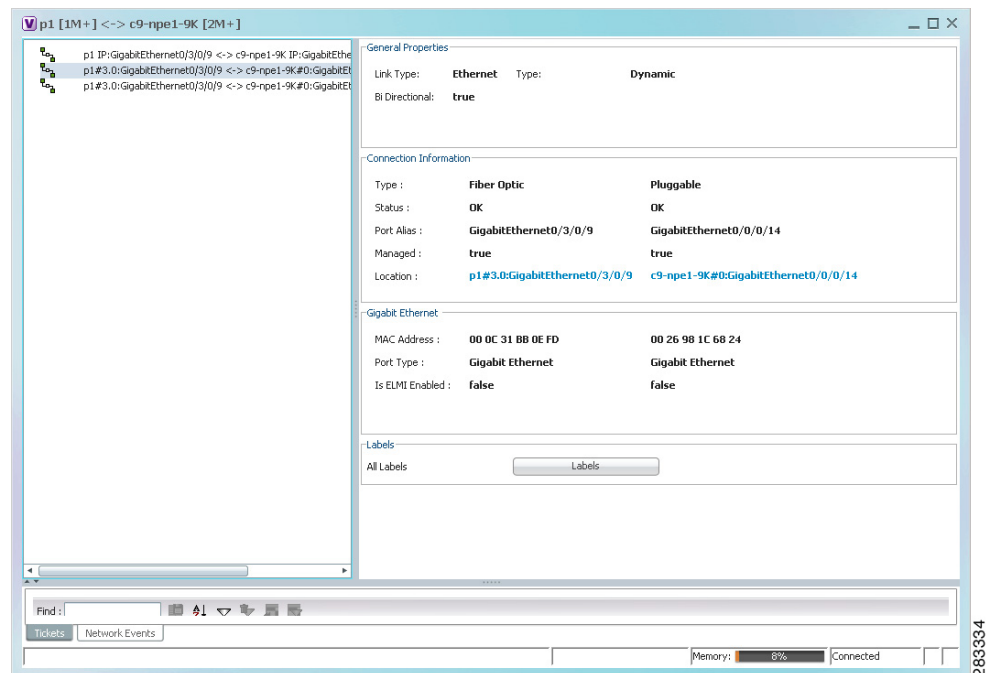 V p1 [1M+] <-> c9-npe1-9K [2M+]
p1 IP:GigabitEthernet0/3/0/9 <-> c9-npe1-9K IP:GigabitEthe
p1#3.0:GigabitEthernet0/3/0/9 <-> c9-npe1-9K#0:GigabitEt
p1#3.0:GigabitEthernet0/3/0/9 <-> c9-npe1-9K#0:GigabitEt
General Properties
Link Type: Ethernet Type: Dynamic
Bi Directional: true
Connection Information
Type : Fiber Optic Pluggable
Status : OK OK
Port Alias : GigabitEthernet0/3/0/9 GigabitEthernet0/0/0/14
Managed : true true
Location : p1#3.0:GigabitEthernet0/3/0/9 c9-npe1-9K#0:GigabitEthernet0/0/0/14
Gigabit Ethernet
MAC Address : 00 0C 31 BB 0E FD 00 26 98 1C 68 24
Port Type : Gigabit Ethernet Gigabit Ethernet
Is ELMI Enabled : false false
Labels
All Labels Labels
Find :
Tickets Network Events
Memory: 8% Connected
283334